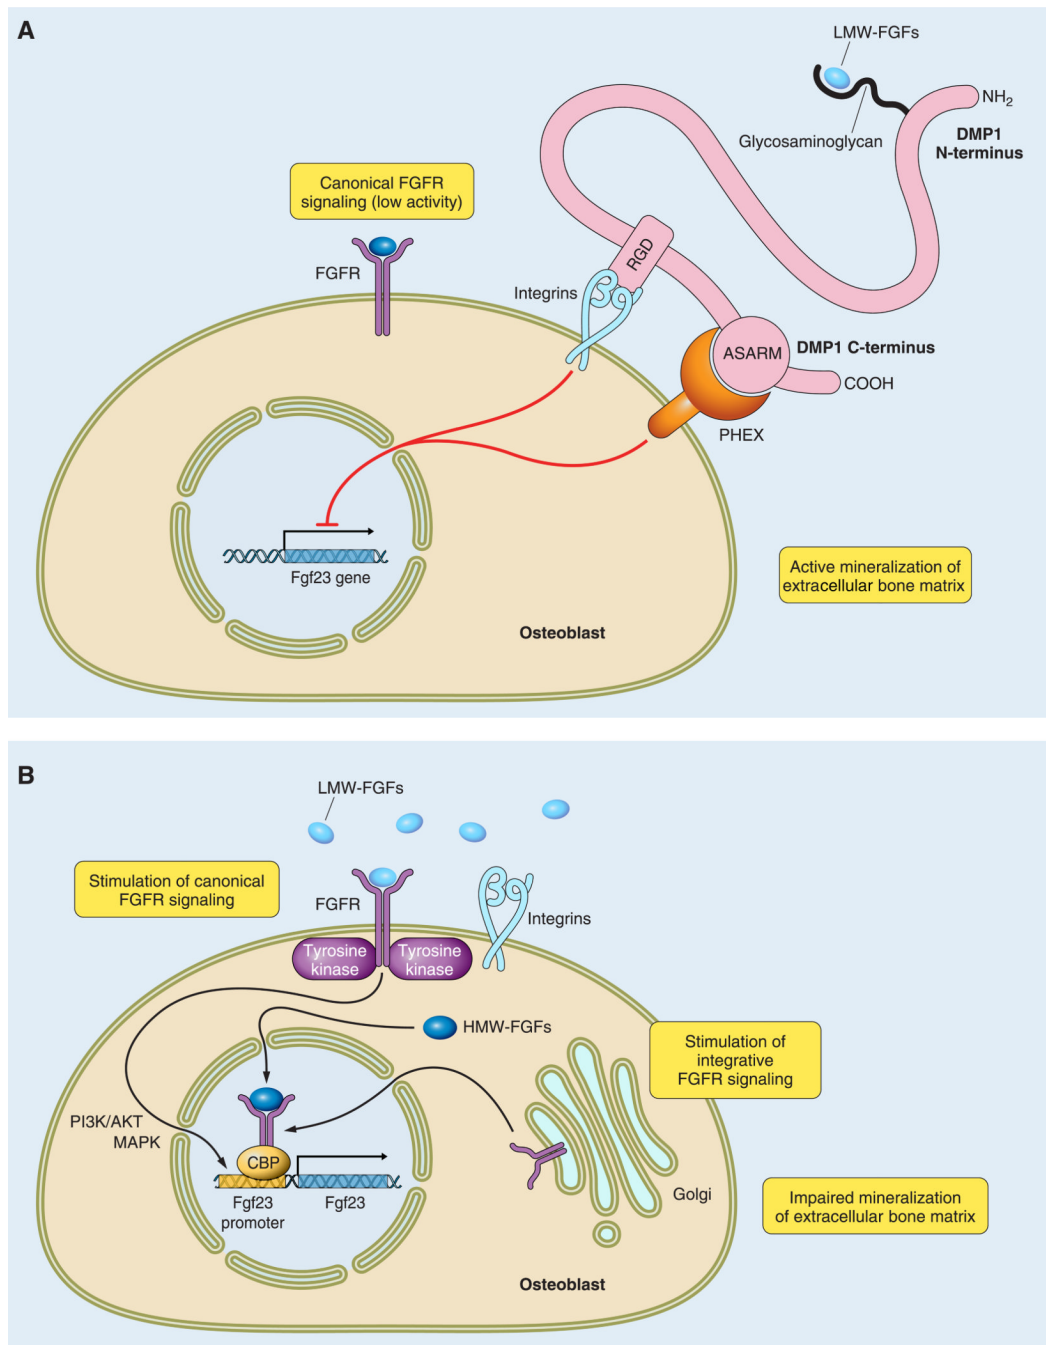 A
LMW-FGFs
NH2
Glycosaminoglycan
DMP1
N-terminus
Canonical FGFR
signaling (low activity)
FGFR
RGD
Integrins
ASARM
DMP1 C-terminus
COOH
PHEX
Fgf23 gene
Active mineralization of
extracellular bone matrix
Osteoblast
B
LMW-FGFs
Stimulation of canonical
FGFR signaling
FGFR
Integrins
Tyrosine
kinase
Tyrosine
kinase
HMW-FGFs
Stimulation of
integrative
FGFR signaling
PI3K/AKT
MAPK
CBP
Fgf23
promoter
Fgf23
Golgi
Impaired mineralization
of extracellular bone matrix
Osteoblast